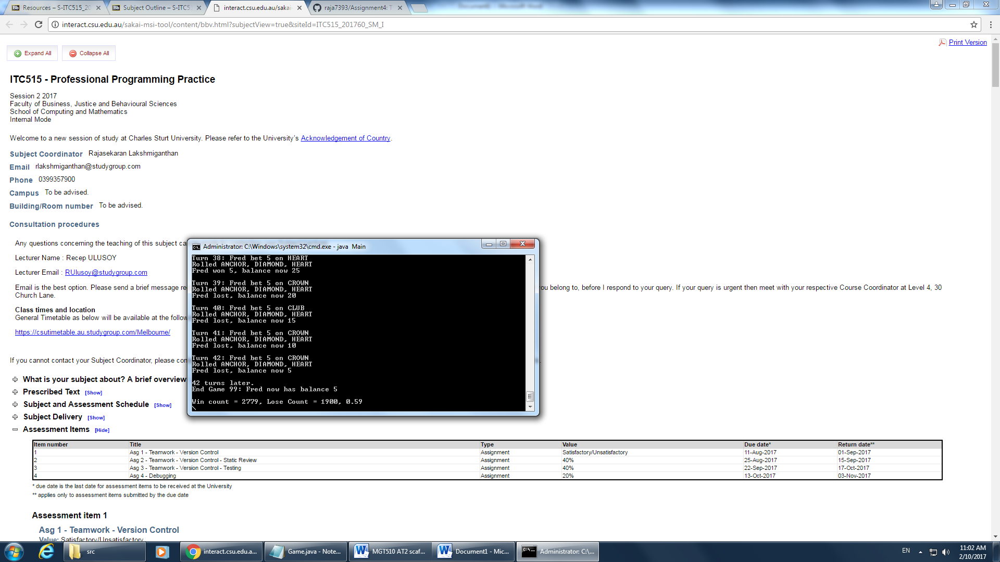 Resources – S-ITC515_20
Subject Outline – S-ITC51
interact.csu.edu.au/sakai-
raja7393/Assignment4: T
interact.csu.edu.au/sakai-msi-tool/content/bbv.html?subjectView=true&siteId=ITC515_201760_SM_I
Print Version
Expand All
Collapse All
ITC515 - Professional Programming Practice
Session 2 2017
Faculty of Business, Justice and Behavioural Sciences
School of Computing and Mathematics
Internal Mode
Welcome to a new session of study at Charles Sturt University. Please refer to the University's Acknowledgement of Country.
Subject Coordinator Rajasekaran Lakshmiganthan
Email rlakshmiganthan@studygroup.com
Phone 0399357900
Campus To be advised.
Building/Room number To be advised.
Consultation procedures
Any questions concerning the teaching of this subject ca
Lecturer Name : Recep ULUSOY
Lecturer Email : RUlusoy@studygroup.com
Email is the best option. Please send a brief message re
ou belong to, before I respond to your query. If your query is urgent then meet with your respective Course Coordinator at Level 4, 30
Church Lane.
Class times and location
General Timetable as below will be available at the follow
https://csutimetable.au.studygroup.com/Melbourne/
If you cannot contact your Subject Coordinator, please con
What is your subject about? A brief overview
Prescribed Text [Show]
Subject and Assessment Schedule [Show]
Subject Delivery [Show]
Assessment Items [Hide]
Administrator: C:\Windows\system32\cmd.exe - java Main
Turn 38: Fred bet 5 on HEART
Rolled ANCHOR, DIAMOND, HEART
Fred won 5, balance now 25
Turn 39: Fred bet 5 on CROWN
Rolled ANCHOR, DIAMOND, HEART
Fred lost, balance now 20
Turn 40: Fred bet 5 on CLUB
Rolled ANCHOR, DIAMOND, HEART
Fred lost, balance now 15
Turn 41: Fred bet 5 on CROWN
Rolled ANCHOR, DIAMOND, HEART
Fred lost, balance now 10
Turn 42: Fred bet 5 on CROWN
Rolled ANCHOR, DIAMOND, HEART
Fred lost, balance now 5
42 turns later.
End Game 99: Fred now has balance 5
Win count = 2779, Lose Count = 1900, 0.59
Item number Title Type Value Due date* Return date**
1 Asg 1 - Teamwork - Version Control Assignment Satisfactory/Unsatisfactory 11-Aug-2017 01-Sep-2017
2 Asg 2 - Teamwork - Version Control - Static Review Assignment 40% 25-Aug-2017 15-Sep-2017
3 Asg 3 - Teamwork - Version Control - Testing Assignment 40% 22-Sep-2017 17-Oct-2017
4 Asg 4 - Debugging Assignment 20% 13-Oct-2017 03-Nov-2017
* due date is the last date for assessment items to be received at the University
** applies only to assessment items submitted by the due date
Assessment item 1
Asg 1 - Teamwork - Version Control
Value: Satisfactory/Unsatisfactory
src
interact.csu.edu.a...
Game.java - Note...
MGT510 AT2 scaf...
Document1 - Mic...
Administrator: C:\...
EN
11:02 AM
2/10/2017